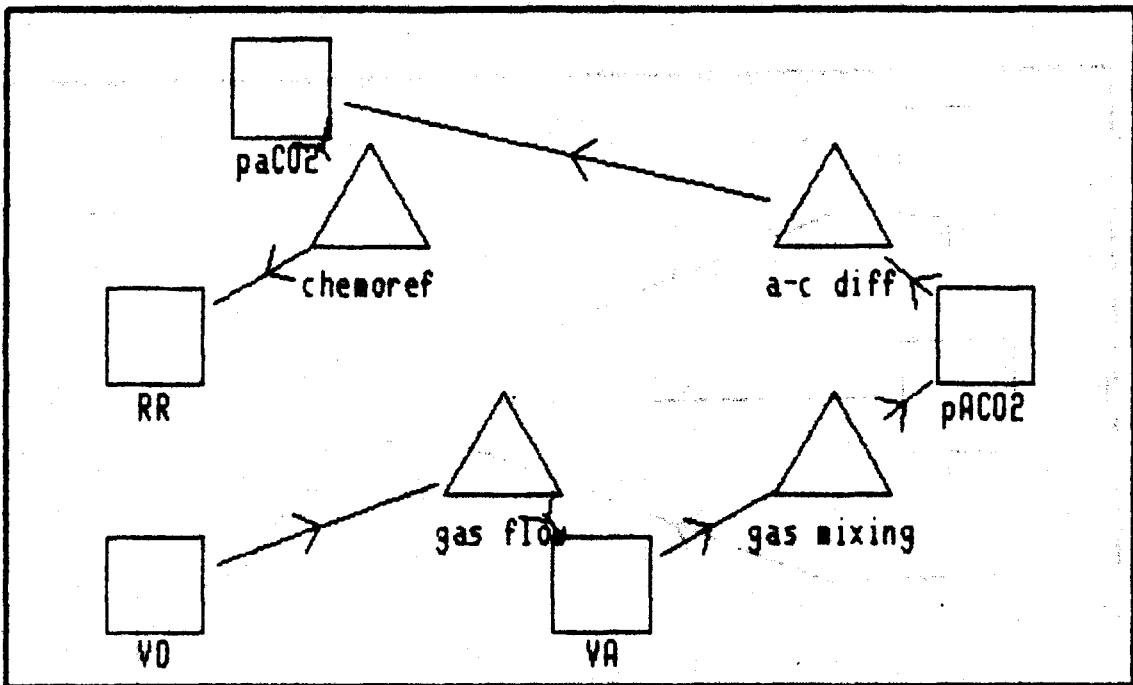 paCO2
chemoref
a-c diff
RR
pACO2
gas flow
gas mixing
VD
VA